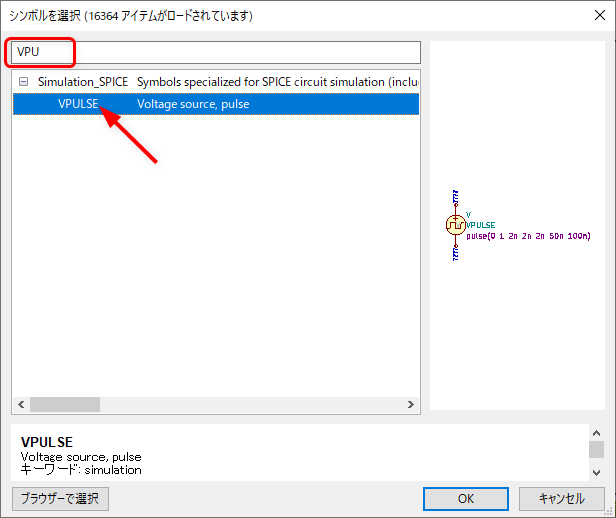 シンボルを選択 (16364 アイテムがロードされています)
VPU
Simulation_SPICE Symbols specialized for SPICE circuit simulation (inclu
VPULSE Voltage source, pulse
V
VPULSE
pulse(0 1 2n 2n 2n 50n 100n)
VPULSE
Voltage source, pulse
キーワード: simulation
ブラウザーで選択 OK キャンセル